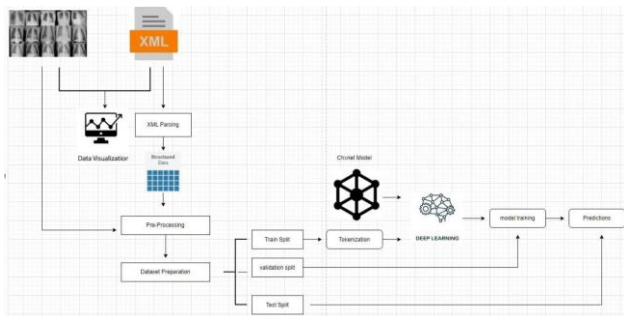 XML
XML Parsing
Data Visualization
Structured
Data
Chexnet Model
Pre-Processing
Train Split
Tokenization
DEEP LEARNING
model training
Predictions
Dataset Preparation
validation split
Test Split